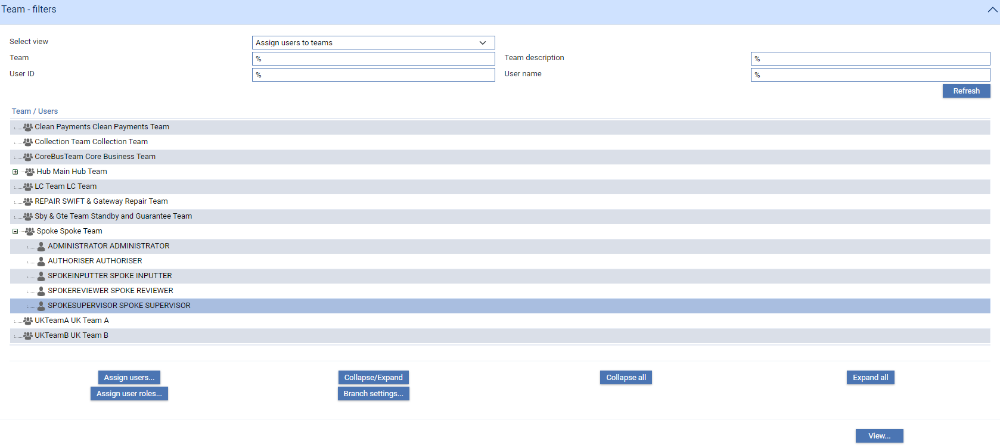 Team - filters
Select view Assign users to teams
Team % Team description %
User ID % User name %
Refresh
Team / Users
Clean Payments Clean Payments Team
Collection Team Collection Team
CoreBusTeam Core Business Team
Hub Main Hub Team
LC Team LC Team
REPAIR SWIFT & Gateway Repair Team
Sby & Gte Team Standby and Guarantee Team
Spoke Spoke Team
ADMINISTRATOR ADMINISTRATOR
AUTHORISER AUTHORISER
SPOKEINPUTTER SPOKE INPUTTER
SPOKEREVIEWER SPOKE REVIEWER
SPOKESUPERVISOR SPOKE SUPERVISOR
UKTeamA UK Team A
UKTeamB UK Team B
Assign users... Collapse/Expand Collapse all Expand all
Assign user roles... Branch settings...
View...